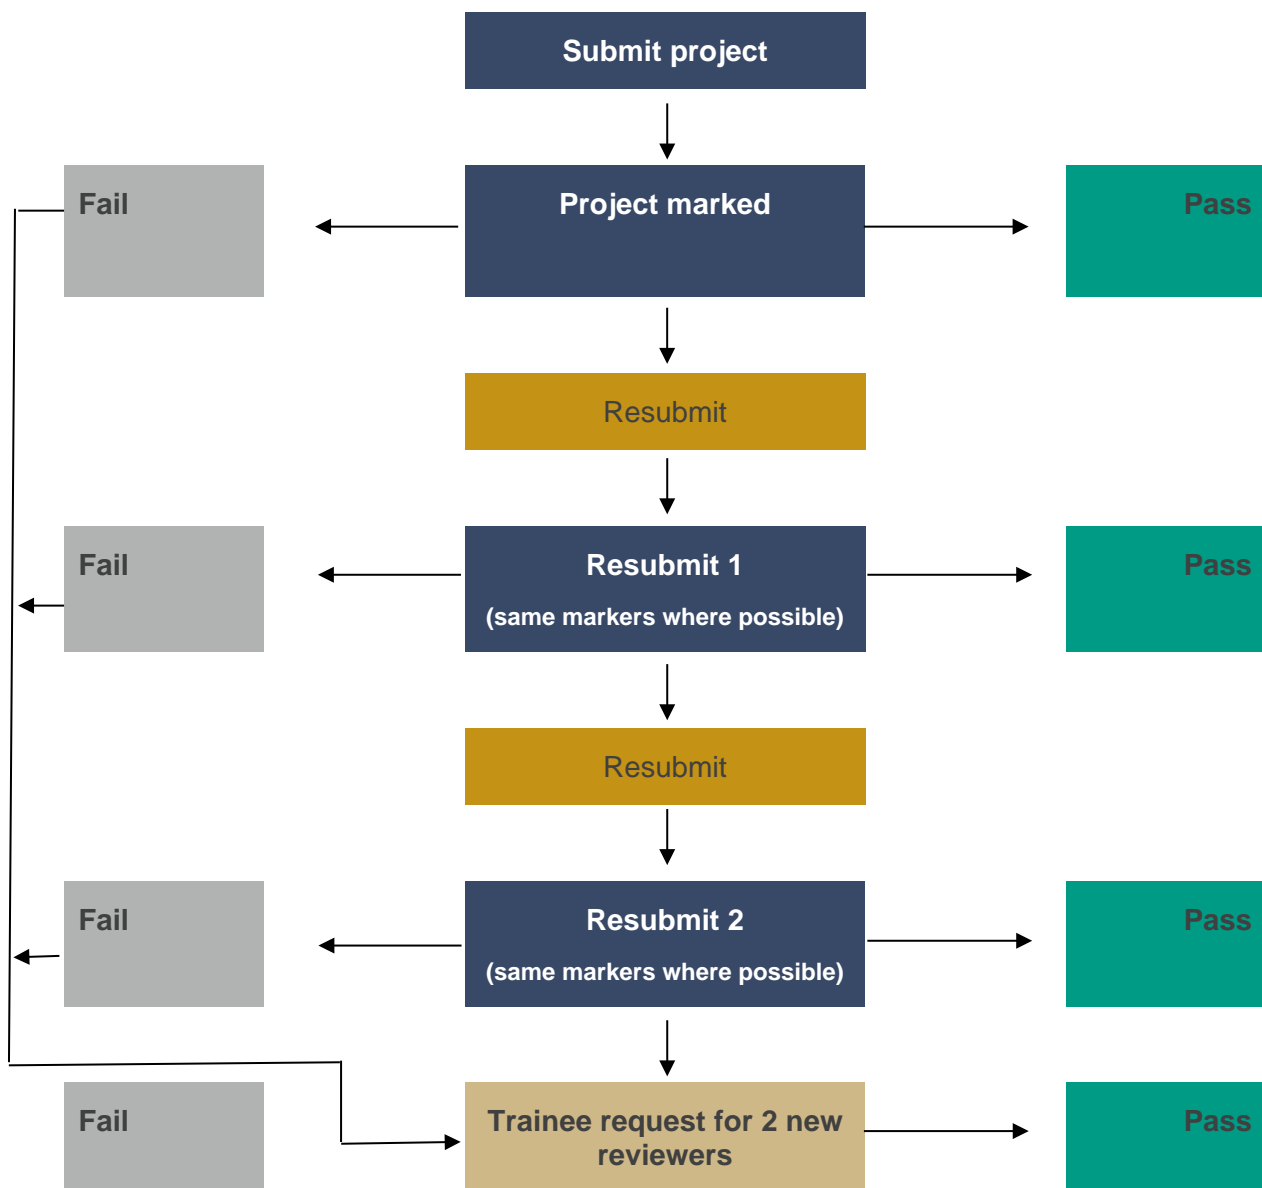 Submit project
Fail
Project marked
Pass
Resubmit
Fail
Resubmit 1
Pass
(same markers where possible)
Resubmit
Fail
Resubmit 2
Pass
(same markers where possible)
Fail
Trainee request for 2 new
reviewers
Pass